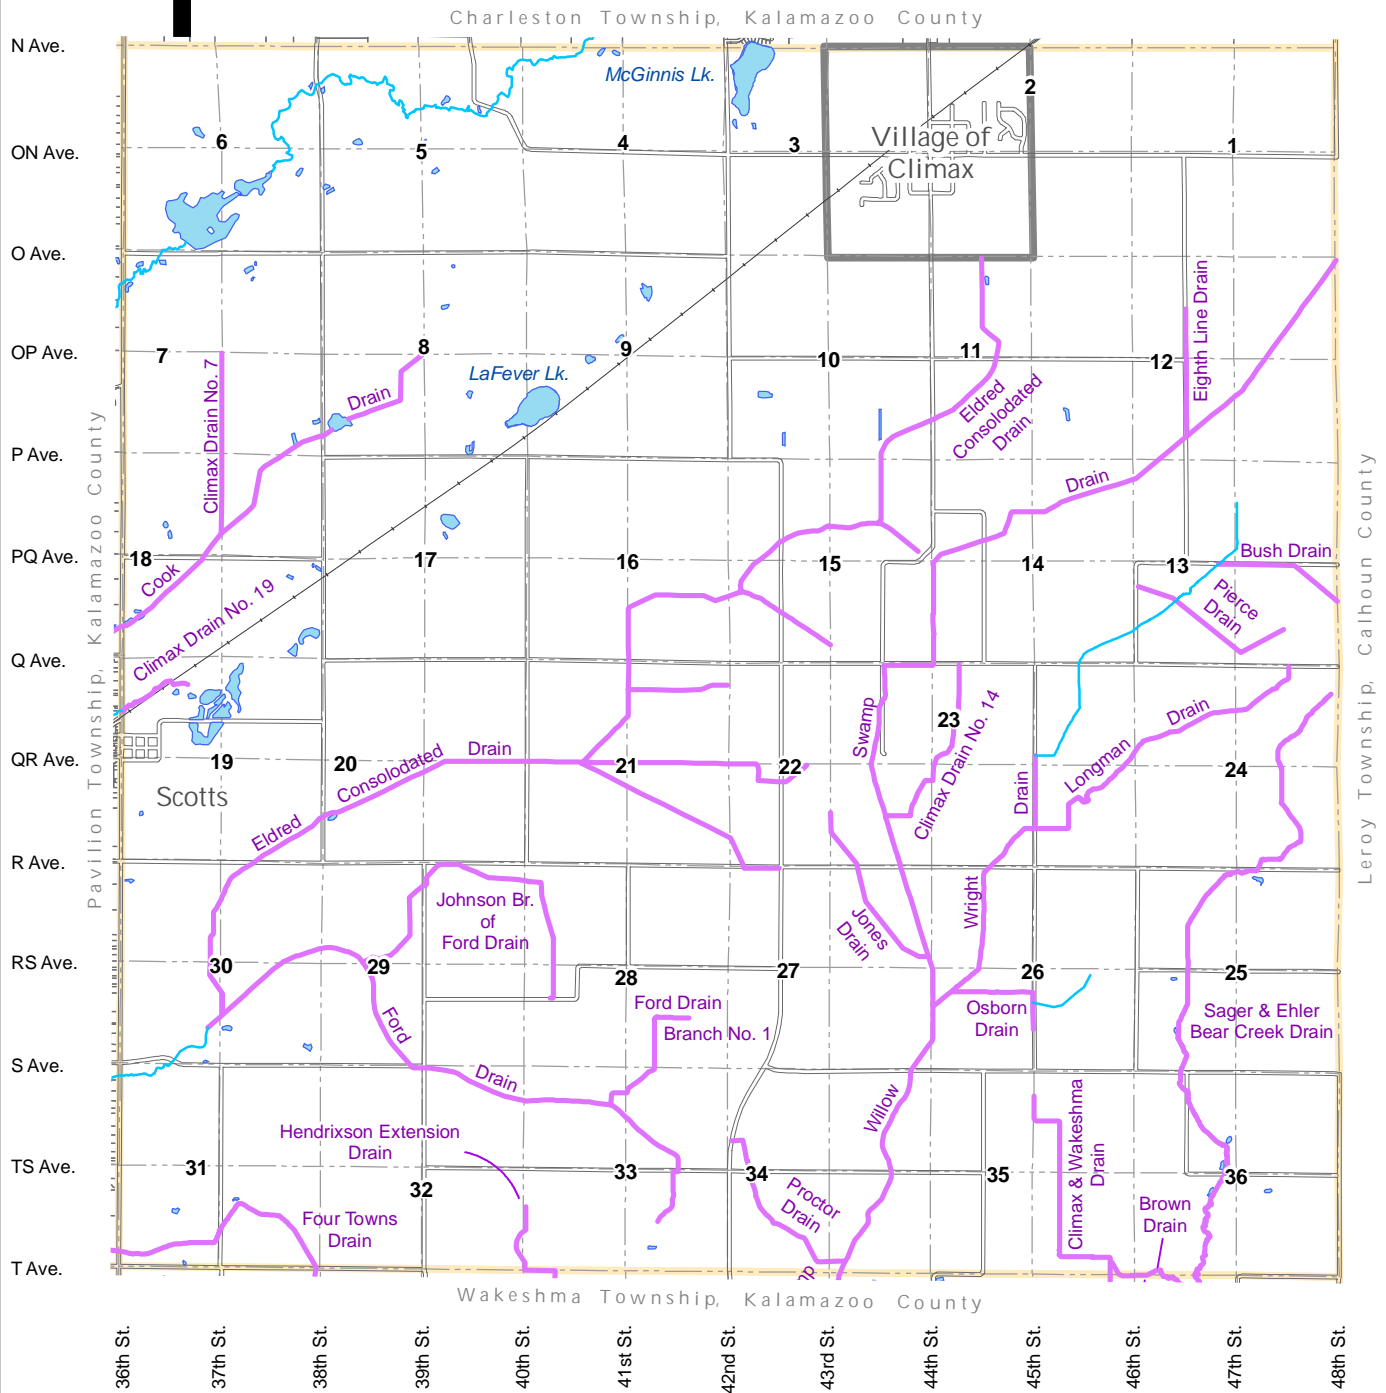 Charleston Township, Kalamazoo County
N Ave.
McGinnis Lk.
2
6
5
4
3
Village of
Climax
1
ON Ave.
O Ave.
Eighth Line Drain
OP Ave.
7
8
9
10
11
12
LaFever Lk.
Climax Drain No. 7
Drain
Eldred
Consolodated
Drain
P Ave.
Drain
Pavilion Township, Kalamazoo County
Leroy Township, Calhoun County
PQ Ave.
18
17
16
15
14
13
Bush Drain
Cook
Climax Drain No. 19
Pierce
Drain
Q Ave.
Swamp
23
Climax Drain No. 14
Drain
Longman
QR Ave.
19
20
Consolodated
Drain
21
22
24
Drain
Scotts
Eldred
R Ave.
Johnson Br.
of
Ford Drain
Jones
Drain
Wright
RS Ave.
30
29
28
27
26
25
Ford Drain
Branch No. 1
Osborn
Drain
Sager & Ehler
Bear Creek Drain
Ford
S Ave.
Drain
Willow
Climax & Wakeshma
Drain
Hendrixson Extension
Drain
TS Ave.
31
32
33
34
35
36
Proctor
Drain
Brown
Drain
Four Towns
Drain
T Ave.
Wakeshma Township, Kalamazoo County
36th St.
37th St.
38th St.
39th St.
40th St.
41st St.
42nd St.
43rd St.
44th St.
45th St.
46th St.
47th St.
48th St.